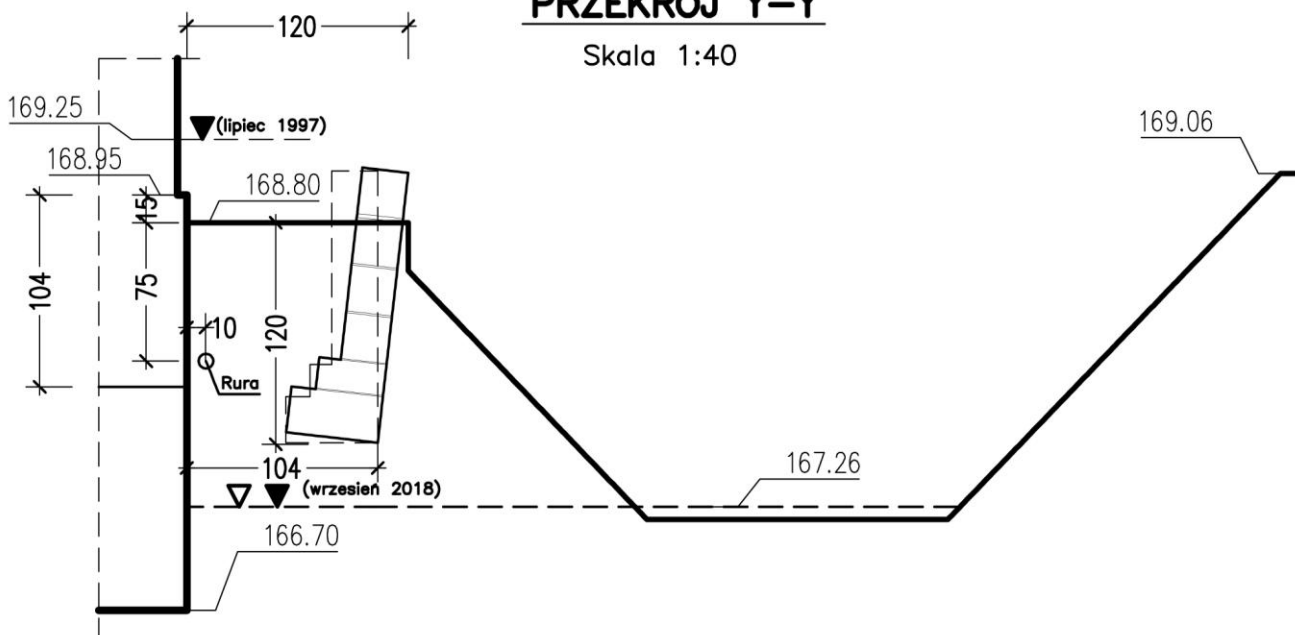 PRZEKRÓJ Y–Y
Skala 1:40
120
169.25
(lipiec 1997)
168.95
169.06
15
168.80
104
75
10
120
Rura
104
(wrzesień 2018)
167.26
166.70